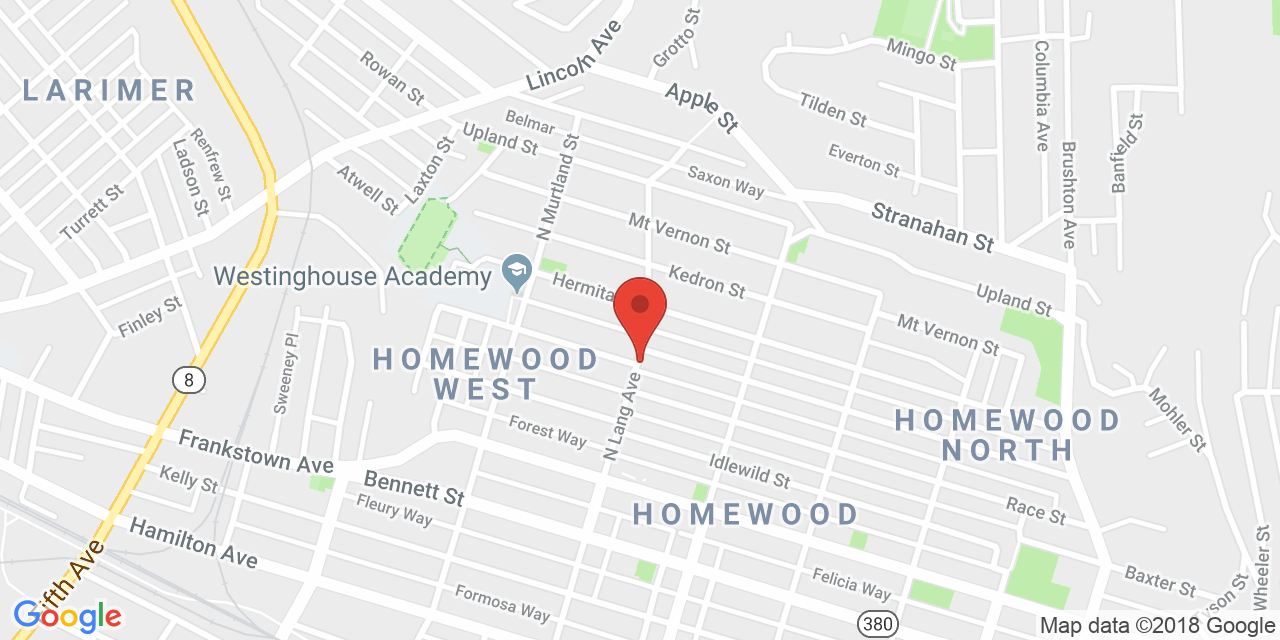 Grotto St
Lincoln Ave
Mingo St
Rowan St
LARIMER
Apple St
Columbia Ave
Tilden St
Belmar
Banfield St
Upland St
Renfrew St
Ladson St
Laxton St
Everton St
Brushton Ave
Atwell St
N Murtland St
Saxon Way
Turrett St
Stranahan St
Mt Vernon St
Westinghouse Academy
Kedron St
Hermita
Upland St
Finley St
Mt Vernon St
Sweeney Pl
HOMEWOOD
WEST
8
N Lang Ave
Mohler St
HOMEWOOD
NORTH
Forest Way
Frankstown Ave
Idlewild St
Kelly St
Bennett St
Fleury Way
HOMEWOOD
Race St
Hamilton Ave
Fifth Ave
Wheeler St
Baxter St
Felicia Way
Formosa Way
Tyson St
380
Google
Map data ©2018 Google